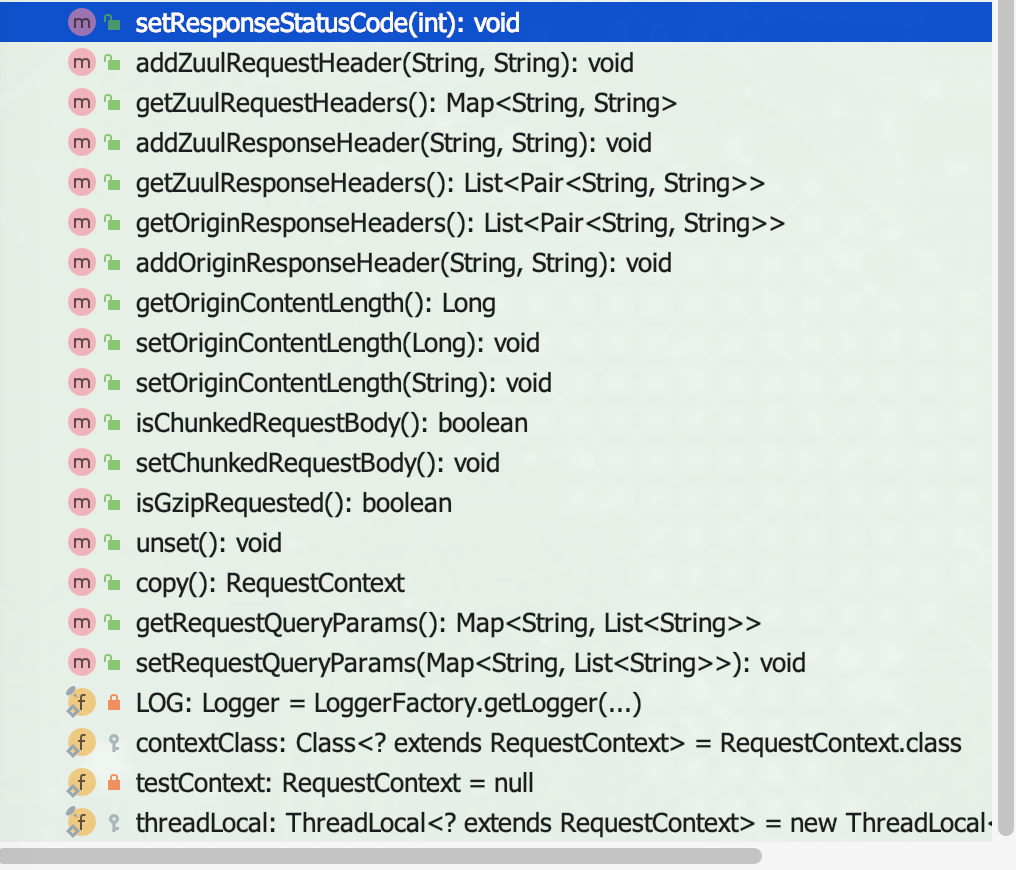 m setResponseStatusCode(int): void
m addZuulRequestHeader(String, String): void
m getZuulRequestHeaders(): Map<String, String>
m addZuulResponseHeader(String, String): void
m getZuulResponseHeaders(): List<Pair<String, String>>
m getOriginResponseHeaders(): List<Pair<String, String>>
m addOriginResponseHeader(String, String): void
m getOriginContentLength(): Long
m setOriginContentLength(Long): void
m setOriginContentLength(String): void
m isChunkedRequestBody(): boolean
m setChunkedRequestBody(): void
m isGzipRequested(): boolean
m unset(): void
m copy(): RequestContext
m getRequestQueryParams(): Map<String, List<String>>
m setRequestQueryParams(Map<String, List<String>>): void
f LOG: Logger = LoggerFactory.getLogger(...)
f contextClass: Class<? extends RequestContext> = RequestContext.class
f testContext: RequestContext = null
f threadLocal: ThreadLocal<? extends RequestContext> = new ThreadLocal<